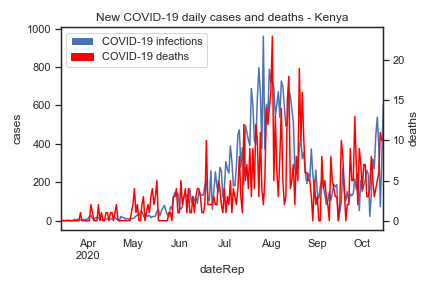 New COVID-19 daily cases and deaths - Kenya
COVID-19 infections
COVID-19 deaths
1000
800
600
400
200
0
cases
20
15
10
5
0
deaths
Apr May Jun Jul Aug Sep Oct
2020
dateRep